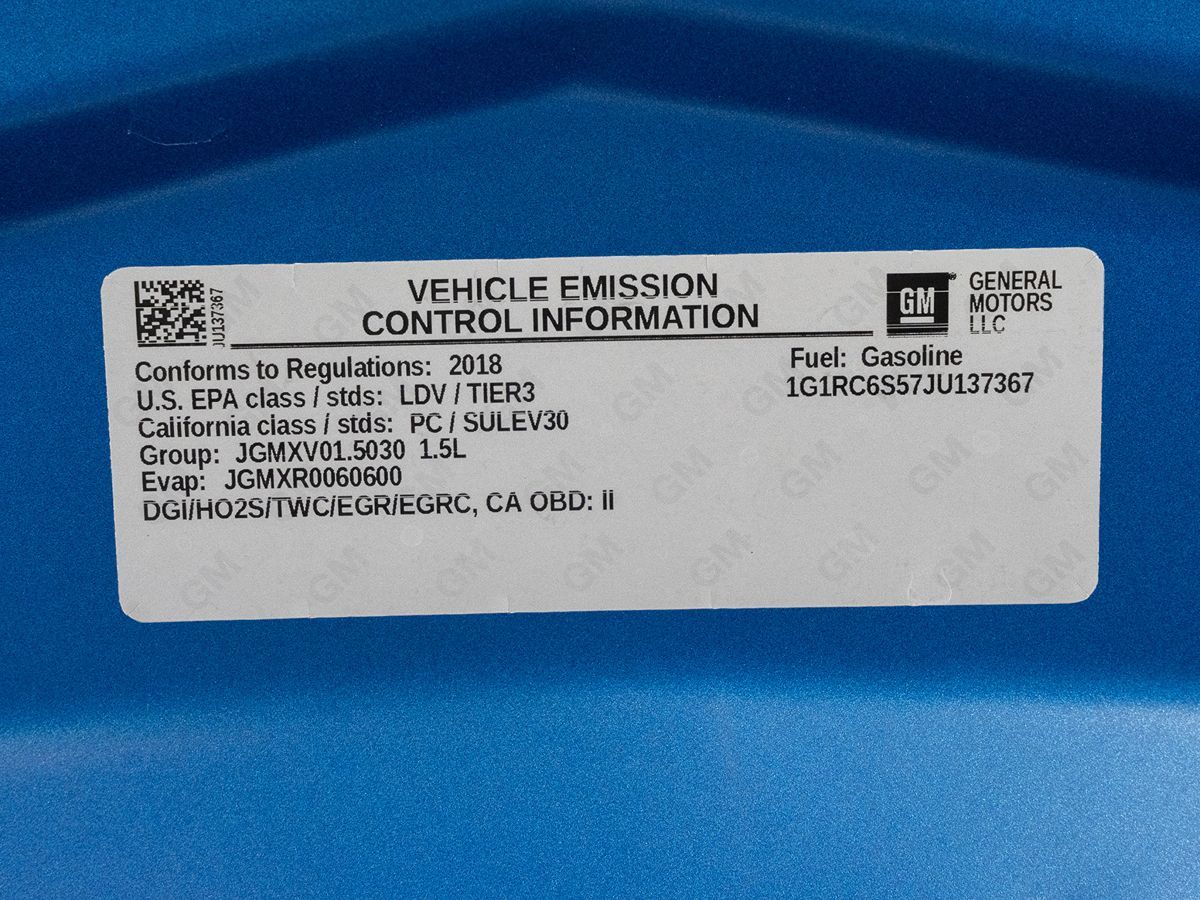 JU137367
VEHICLE EMISSION
CONTROL INFORMATION
GM
GENERAL
MOTORS
LLC
Conforms to Regulations: 2018
U.S. EPA class / stds: LDV / TIER3
California class / stds: PC / SULEV30
Group: JGMXV01.5030 1.5L
Evap: JGMXR0060600
DGI/HO2S/TWC/EGR/EGRC, CA OBD: II
Fuel: Gasoline
1G1RC6S57JU137367